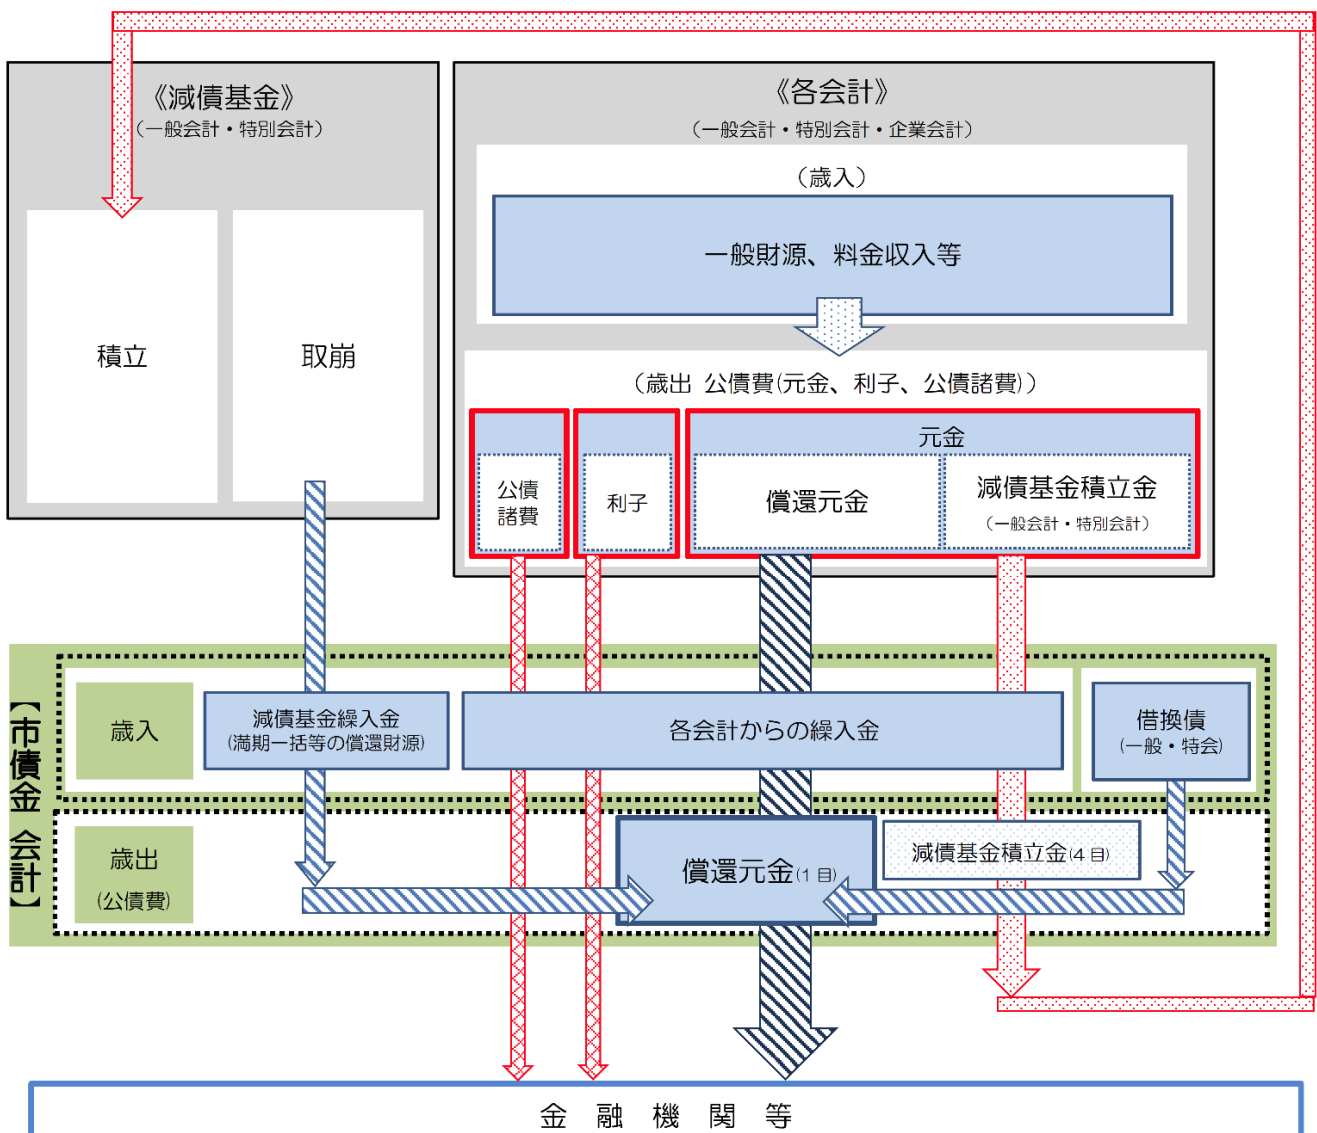 《減債基金》
（一般会計・特別会計）
積立
取崩
《各会計》
（一般会計・特別会計・企業会計）
（歳入）
一般財源、料金収入等
（歳出 公債費(元金、利子、公債諸費)）
公債
諸費
利子
元金
償還元金
減債基金積立金
（一般会計・特別会計）
【市債金 会計】
歳入
減債基金繰入金
(満期一括等の償還財源)
各会計からの繰入金
借換債
(一般・特会)
歳出
(公債費)
償還元金(1 目)
減債基金積立金(4 目)
金 融 機 関 等